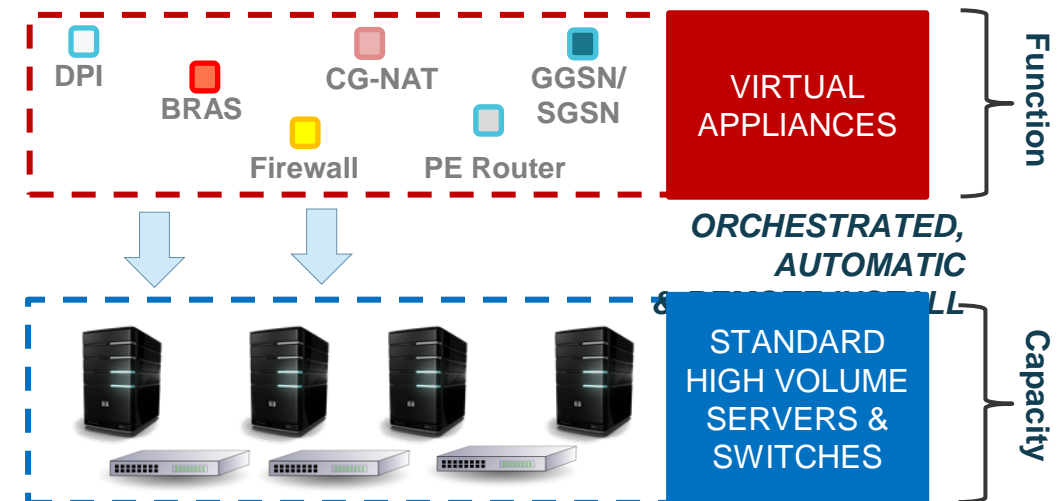 DPI
BRAS
CG-NAT
GGSN/
SGSN
Firewall
PE Router
VIRTUAL
APPLIANCES
Function
ORCHESTRATED,
AUTOMATIC
STANDARD
HIGH VOLUME
SERVERS &
SWITCHES
Capacity